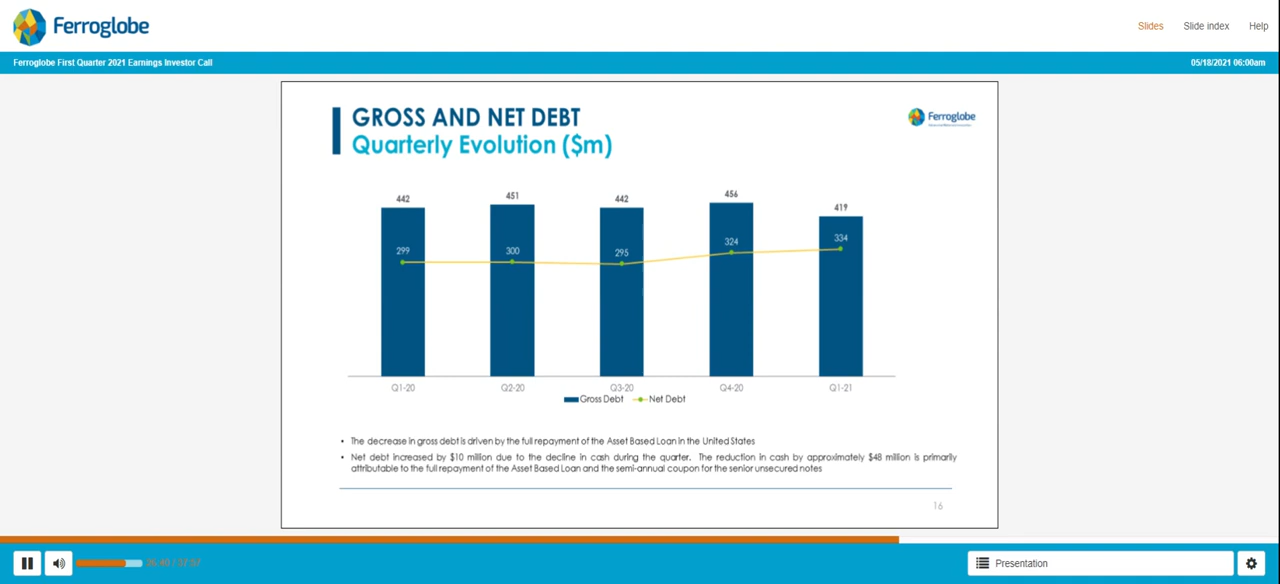 Ferroglobe
Slides Slide index Help
Ferroglobe First Quarter 2021 Earnings Investor Call 05/18/2021 06:00am
GROSS AND NET DEBT
Ferroglobe
Quarterly Evolution ($m)
442 451 442 456 419
299 300 295 324 334
Q1-20 Q2-20 Q3-20 Q4-20 Q1-21
Gross Debt Net Debt
• The decrease in gross debt is driven by the full repayment of the Asset Based Loan in the United States
• Net debt increased by $10 million due to the decline in cash during the quarter. The reduction in cash by approximately $48 million is primarily
attributable to the full repayment of the Asset Based Loan and the semi-annual coupon for the senior unsecured notes
16
Presentation